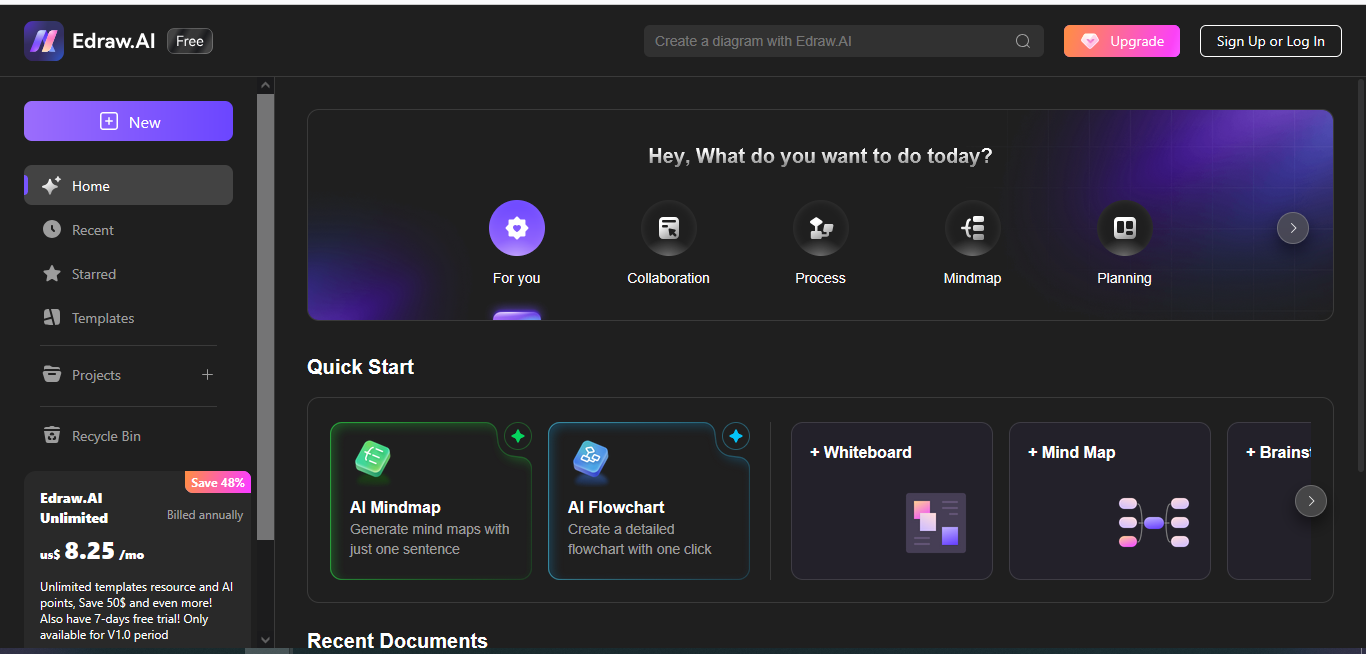 Edraw.AI
Free
Create a diagram with Edraw.AI
Upgrade
Sign Up or Log In
New
Home
Recent
Starred
Templates
Projects
Recycle Bin
Save 48%
Edraw.AI
Unlimited
Billed annually
us$ 8.25 /mo
Unlimited templates resource and AI
points, Save 50$ and even more!
Also have 7-days free trial! Only
available for V1.0 period
Hey, What do you want to do today?
For you
Collaboration
Process
Mindmap
Planning
Quick Start
AI Mindmap
Generate mind maps with
just one sentence
AI Flowchart
Create a detailed
flowchart with one click
+ Whiteboard
+ Mind Map
+ Brainst
Recent Documents